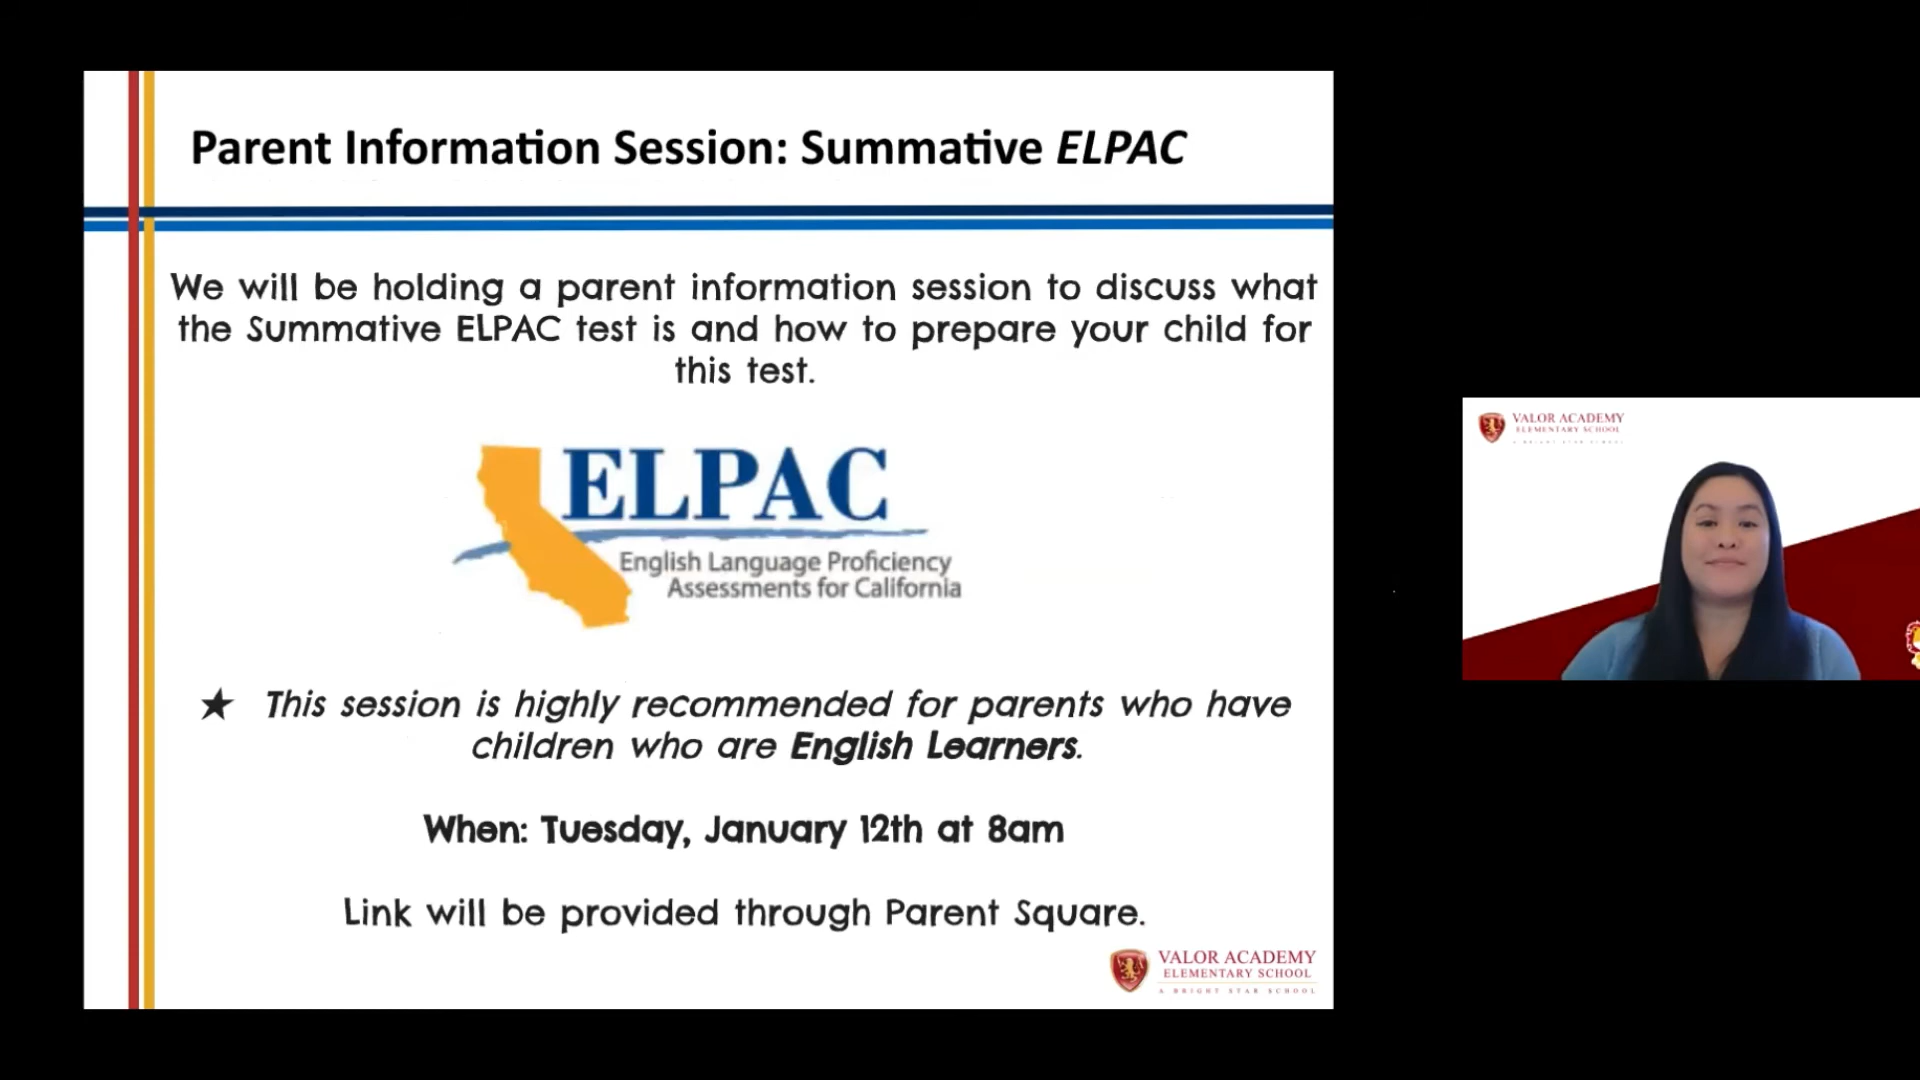 Parent Information Session: Summative ELPAC
We will be holding a parent information session to discuss what
the Summative ELPAC test is and how to prepare your child for
this test.
ELPAC
English Language Proficiency
Assessments for California
★ This session is highly recommended for parents who have
children who are English Learners.
When: Tuesday, January 12th at 8am
Link will be provided through Parent Square.
VALOR ACADEMY
ELEMENTARY SCHOOL
A BRIGHT STAR SCHOOL
VALOR ACADEMY
ELEMENTARY SCHOOL
A BRIGHT STAR SCHOOL